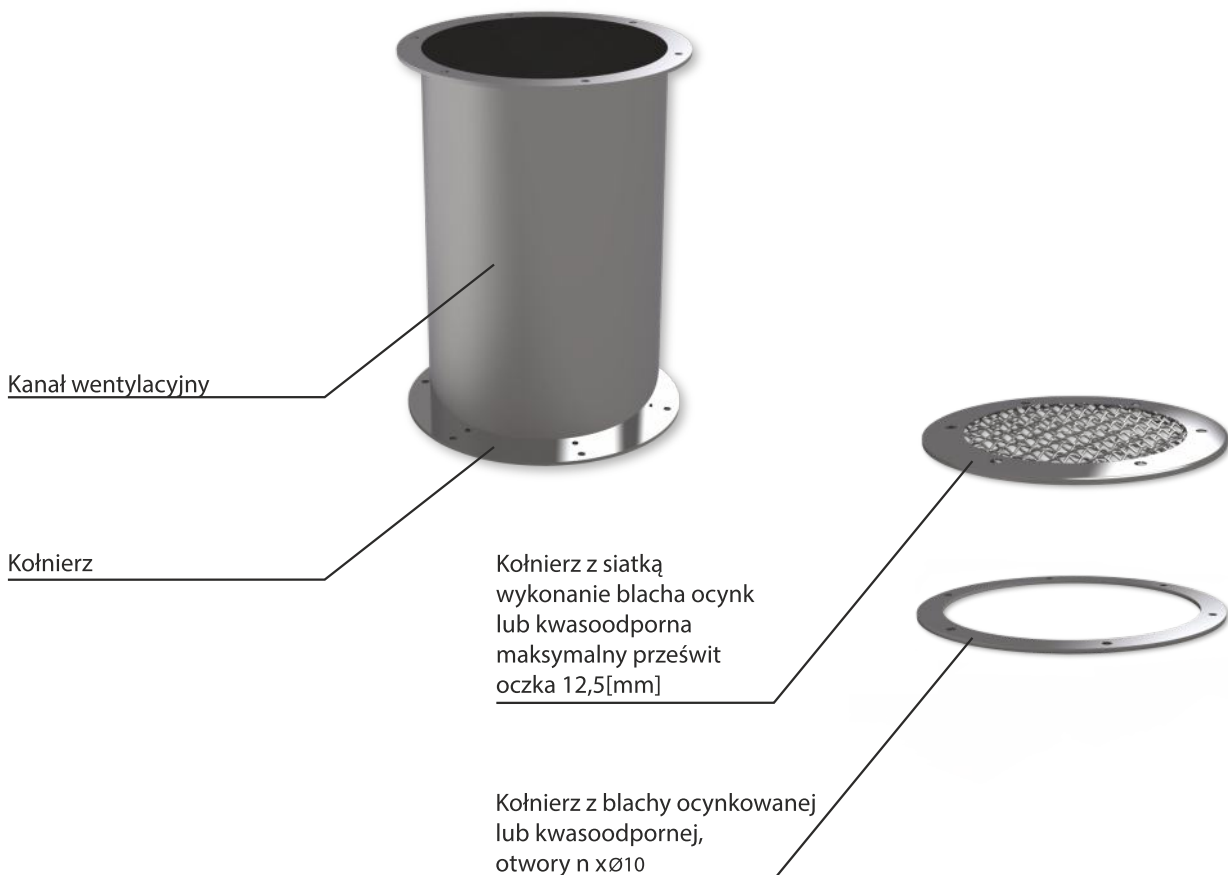 Kanał wentylacyjny
Kołnierz
Kołnierz z siatką
wykonanie blacha ocynk
lub kwasoodporna
maksymalny prześwit
oczka 12,5[mm]
Kołnierz z blachy ocynkowanej
lub kwasoodpornej,
otwory n xØ10